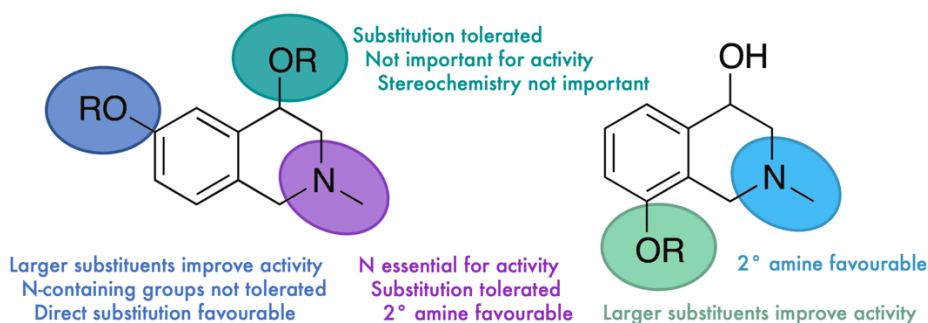 Substitution tolerated
Not important for activity
Stereochemistry not important
OR
RO
N
Larger substituents improve activity
N-containing groups not tolerated
Direct substitution favourable
N essential for activity
Substitution tolerated
2° amine favourable
OH
N
OR
2° amine favourable
Larger substituents improve activity